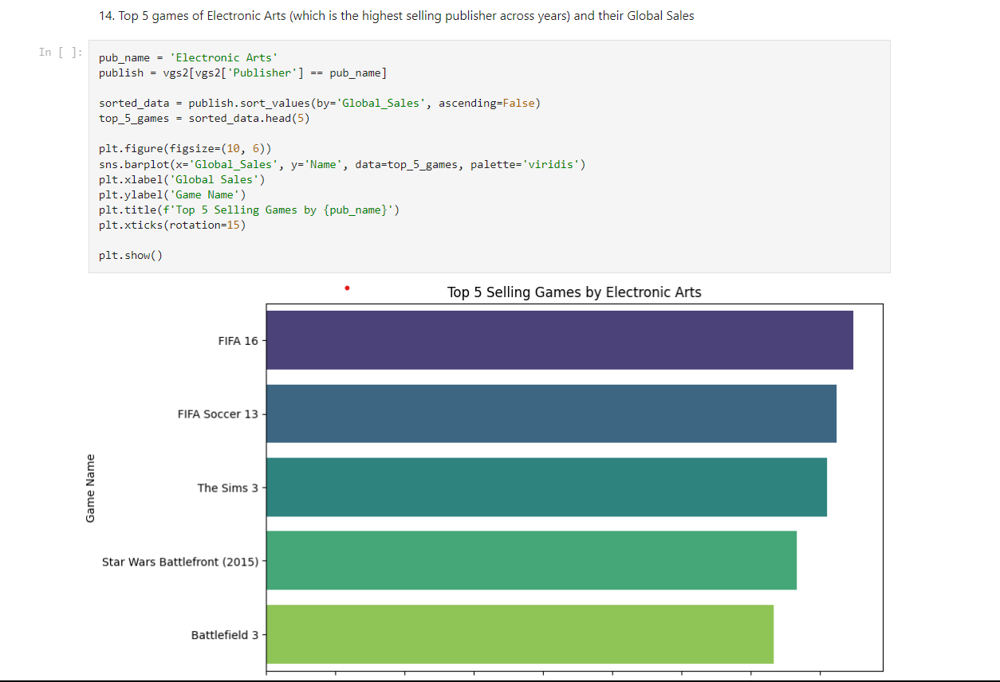 14. Top 5 games of Electronic Arts (which is the highest selling publisher across years) and their Global Sales
In [ ]:
pub_name = 'Electronic Arts'
publish = vgs2[vgs2['Publisher'] == pub_name]
sorted_data = publish.sort_values(by='Global_Sales', ascending=False)
top_5_games = sorted_data.head(5)
plt.figure(figsize=(10, 6))
sns.barplot(x='Global_Sales', y='Name', data=top_5_games, palette='viridis')
plt.xlabel('Global Sales')
plt.ylabel('Game Name')
plt.title(f'Top 5 Selling Games by {pub_name}')
plt.xticks(rotation=15)
plt.show()
Top 5 Selling Games by Electronic Arts
FIFA 16
FIFA Soccer 13
The Sims 3
Star Wars Battlefront (2015)
Battlefield 3
Game Name